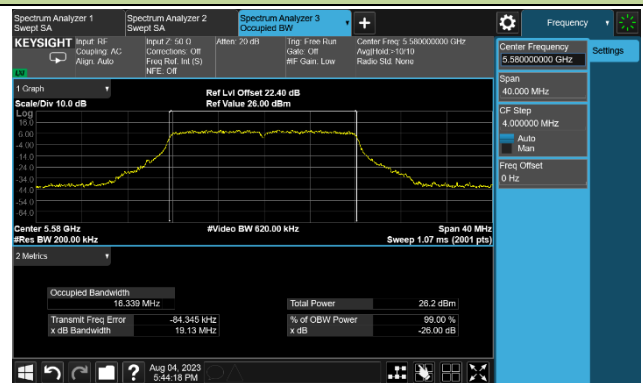 Spectrum Analyzer 1
Swept SA
Spectrum Analyzer 2
Swept SA
Spectrum Analyzer 3
Occupied BW
Frequency
KEYSIGHT
Input: RF
Coupling: AC
Align: Auto
Input Z: 50 Ω
Corrections: Off
Freq Ref: Int (S)
NFE: Off
Atten: 20 dB
Trig: Free Run
Gate: Off
#IF Gain: Low
Center Freq: 5.580000000 GHz
Avg|Hold:>10/10
Radio Std: None
LXI
Center Frequency
5.580000000 GHz
Settings
Span
40.000 MHz
CF Step
4.000000 MHz
Auto
Man
Freq Offset
0 Hz
1 Graph
Scale/Div 10.0 dB
Ref Lvl Offset 22.40 dB
Ref Value 26.00 dBm
Log
16.0
6.00
-4.00
-14.0
-24.0
-34.0
-44.0
-54.0
-64.0
Center 5.58 GHz
#Res BW 200.00 kHz
#Video BW 620.00 kHz
Span 40 MHz
Sweep 1.07 ms (2001 pts)
2 Metrics
Occupied Bandwidth
16.339 MHz
Total Power 26.2 dBm
Transmit Freq Error -84.345 kHz
% of OBW Power 99.00 %
x dB Bandwidth 19.13 MHz
x dB -26.00 dB
?
Aug 04, 2023
5:44:18 PM